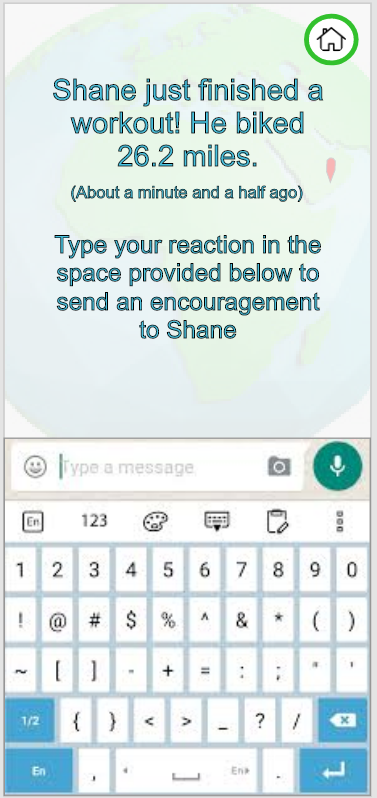 Shane just finished a
workout! He biked
26.2 miles.
(About a minute and a half ago)
Type your reaction in the
space provided below to
send an encouragement
to Shane
Type a message
En 123
1 2 3 4 5 6 7 8 9 0
! @ # $ % ^ & * ( )
~ [ ] - + = : ; " '
1/2 { } < > _ ? /
En , En .